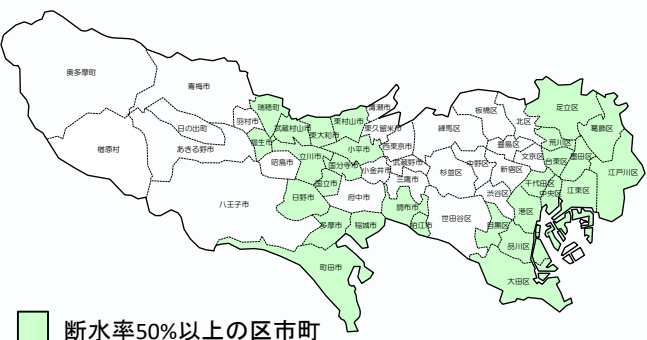 奥多摩町
青梅市
瑞穂町
羽村市
日の出町
あきる野市
檜原村
福生市
武蔵村山市
東大和市
東村山市
清瀬市
東久留米市
昭島市
立川市
小平市
国分寺市
小金井市
西東京市
武蔵野市
国立市
日野市
府中市
三鷹市
八王子市
多摩市
稲城市
調布市
狛江市
町田市
板橋区
北区
足立区
練馬区
豊島区
荒川区
葛飾区
文京区
台東区
墨田区
中野区
新宿区
杉並区
千代田区
中央区
江東区
江戸川区
渋谷区
港区
世田谷区
目黒区
品川区
大田区
断水率50%以上の区市町